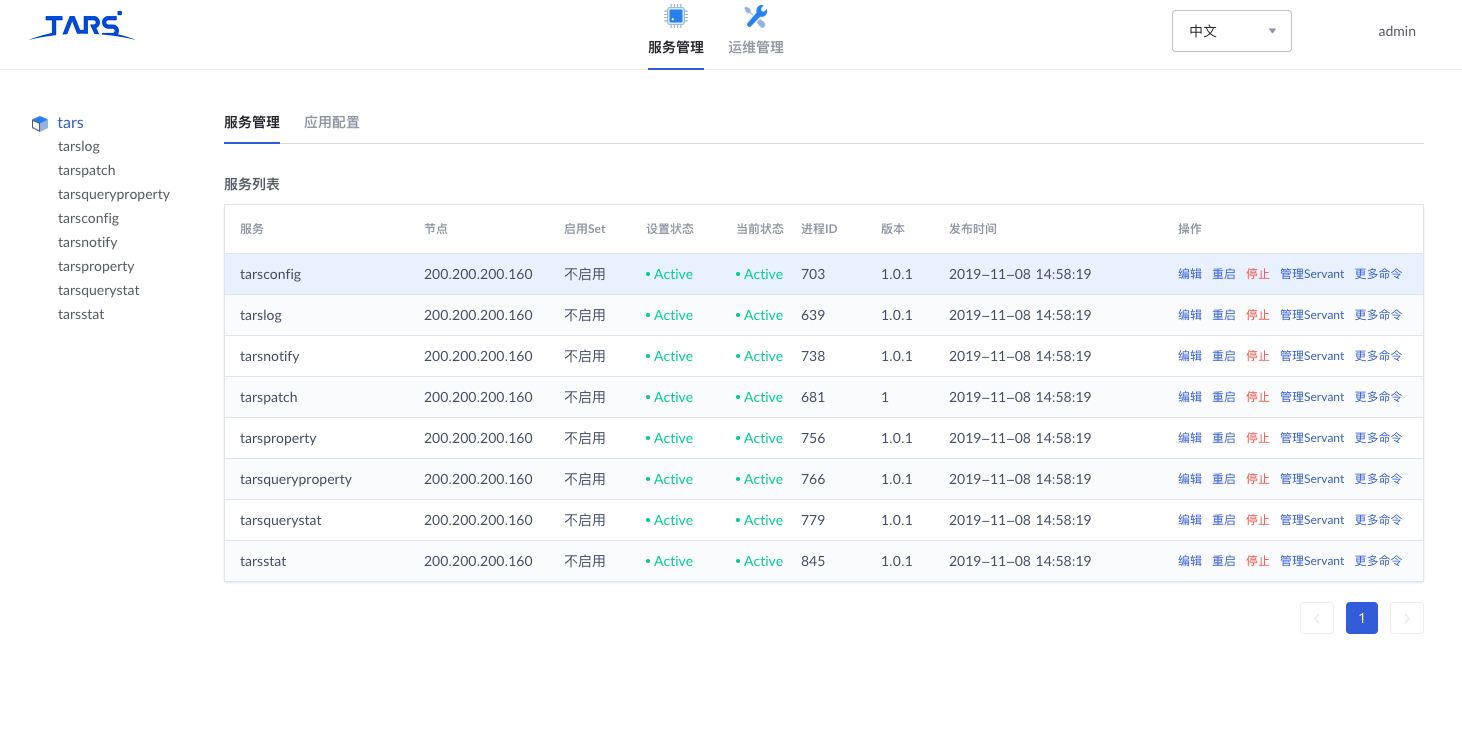 TARS
服务管理 运维管理 中文 admin
tars
tarslog
tarspatch
tarsqueryproperty
tarsconfig
tarsnotify
tarsproperty
tarsquerystat
tarsstat
服务管理 应用配置
服务列表
服务 节点 启用Set 设置状态 当前状态 进程ID 版本 发布时间 操作
tarsconfig 200.200.200.160 不启用 Active Active 703 1.0.1 2019-11-08 14:58:19 编辑 重启 停止 管理Servant 更多命令
tarslog 200.200.200.160 不启用 Active Active 639 1.0.1 2019-11-08 14:58:19 编辑 重启 停止 管理Servant 更多命令
tarsnotify 200.200.200.160 不启用 Active Active 738 1.0.1 2019-11-08 14:58:19 编辑 重启 停止 管理Servant 更多命令
tarspatch 200.200.200.160 不启用 Active Active 681 1 2019-11-08 14:58:19 编辑 重启 停止 管理Servant 更多命令
tarsproperty 200.200.200.160 不启用 Active Active 756 1.0.1 2019-11-08 14:58:19 编辑 重启 停止 管理Servant 更多命令
tarsqueryproperty 200.200.200.160 不启用 Active Active 766 1.0.1 2019-11-08 14:58:19 编辑 重启 停止 管理Servant 更多命令
tarsquerystat 200.200.200.160 不启用 Active Active 779 1.0.1 2019-11-08 14:58:19 编辑 重启 停止 管理Servant 更多命令
tarsstat 200.200.200.160 不启用 Active Active 845 1.0.1 2019-11-08 14:58:19 编辑 重启 停止 管理Servant 更多命令
1